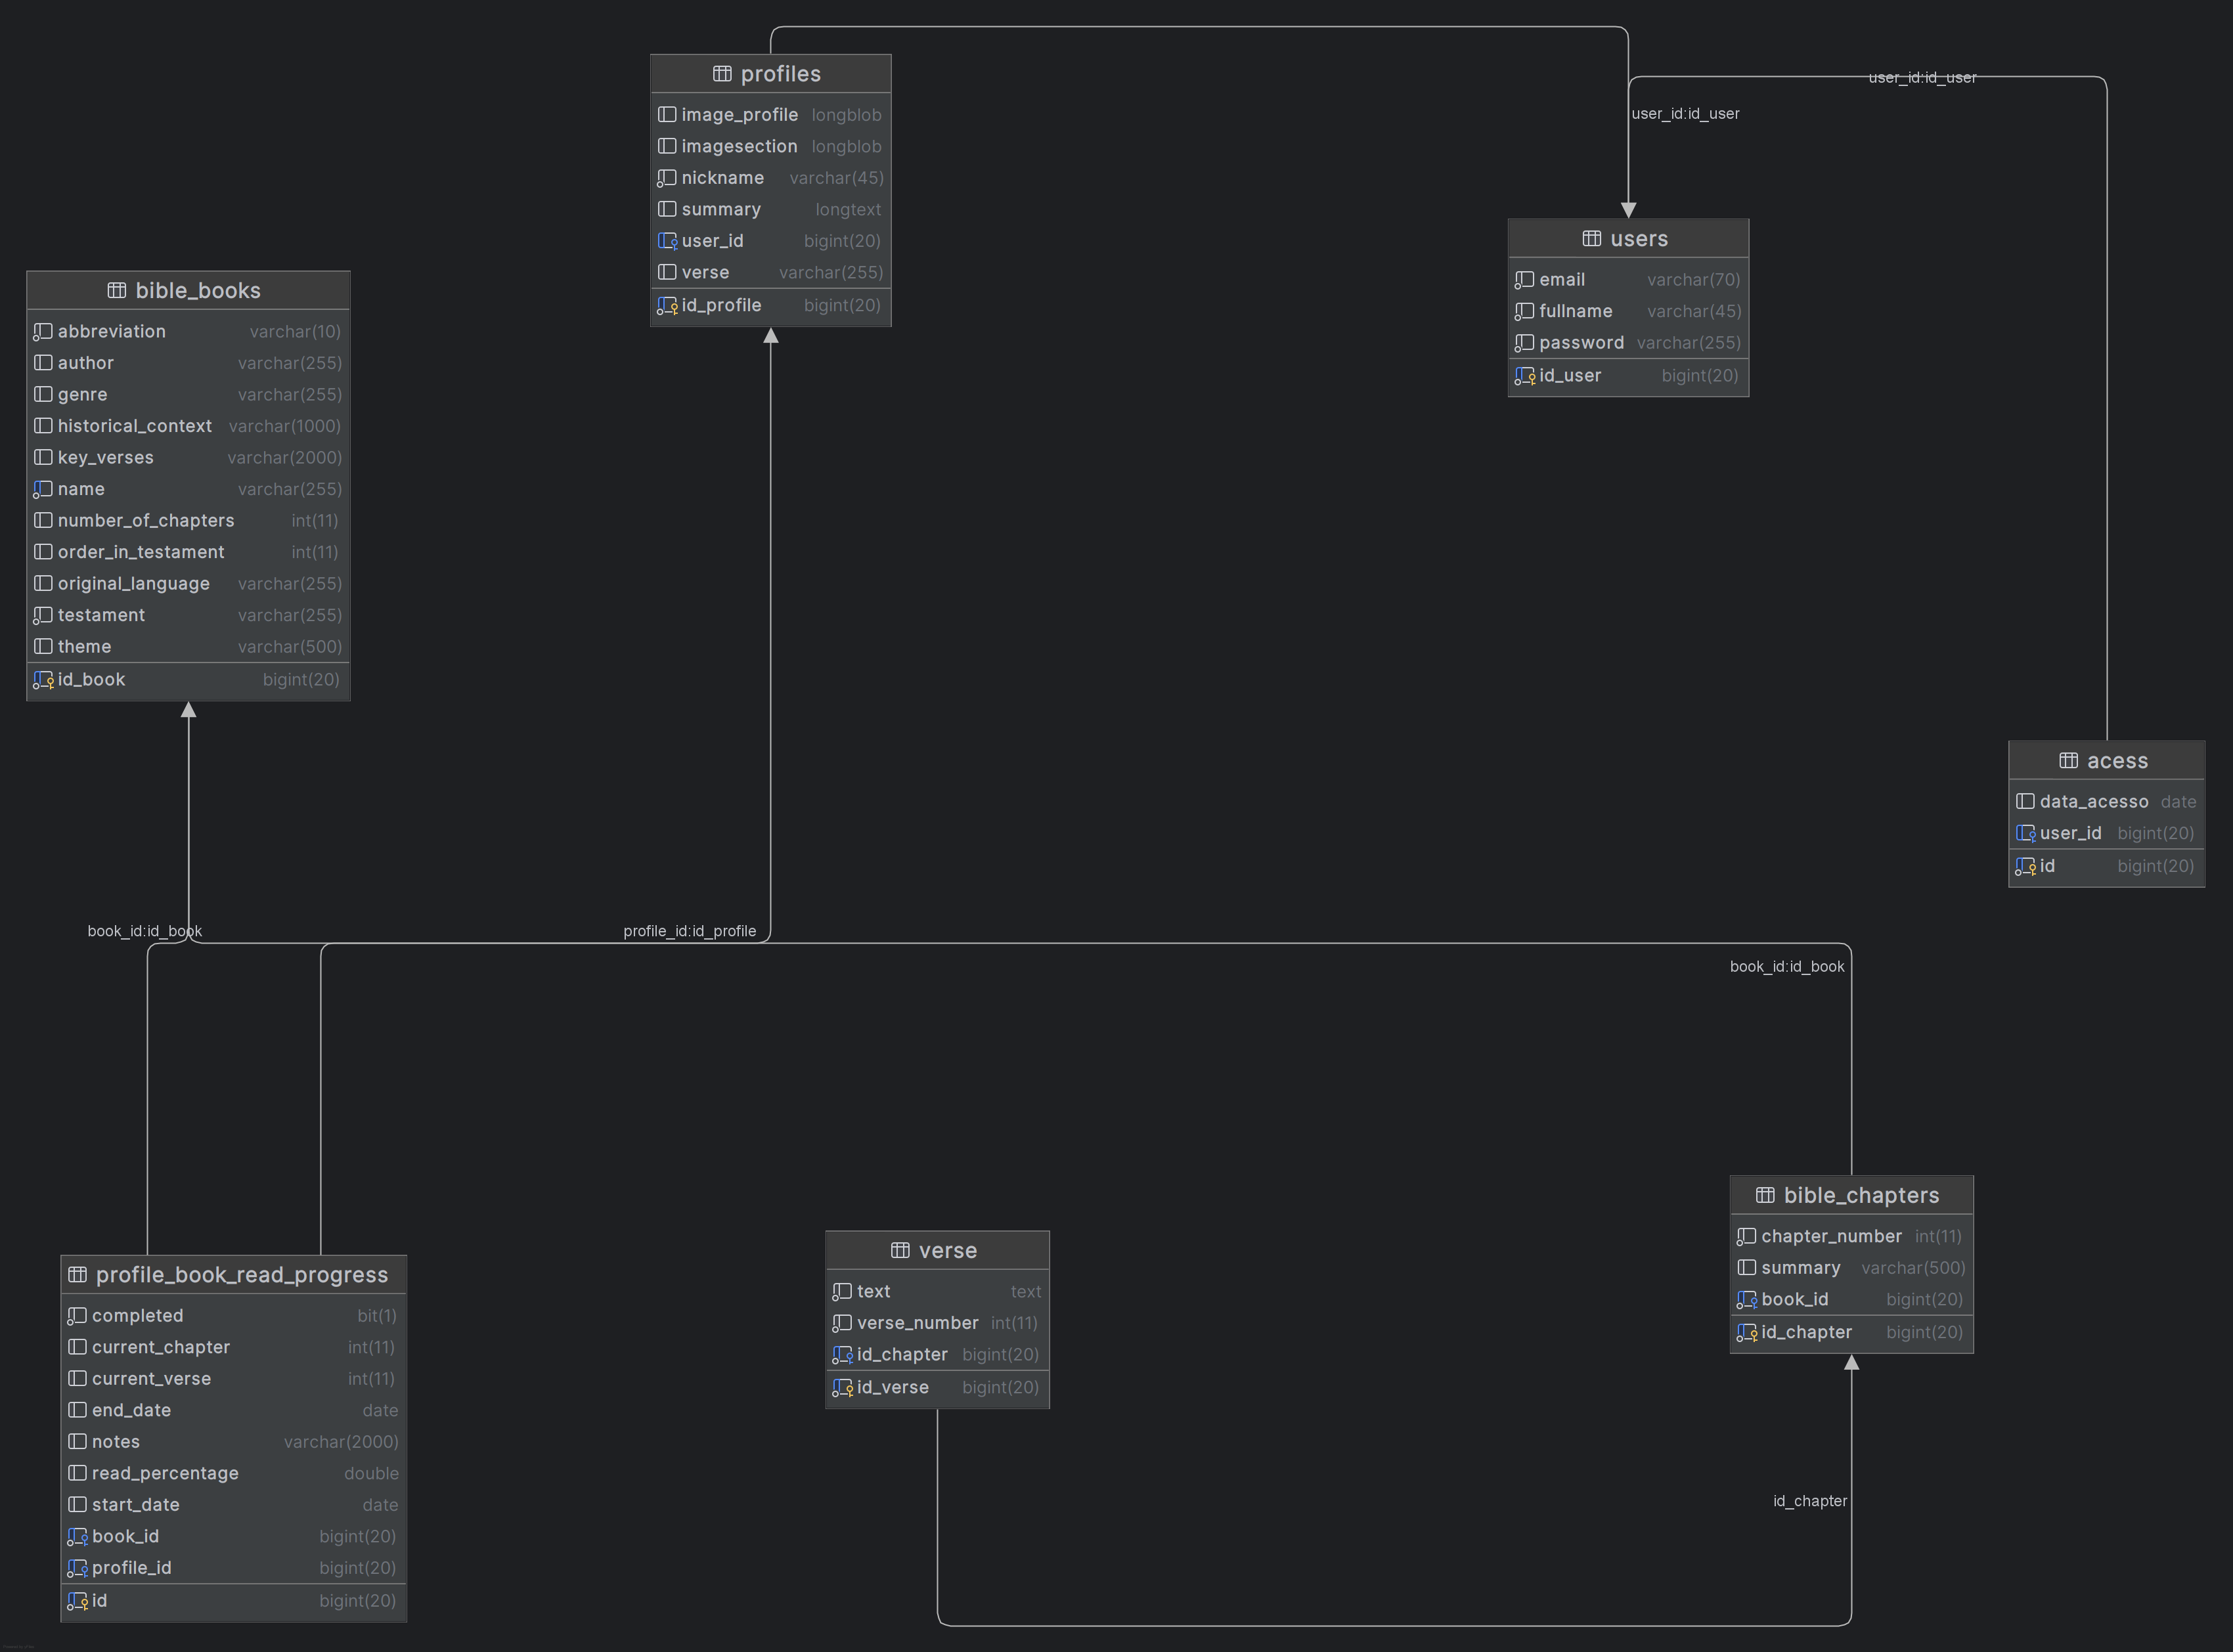 profiles
image_profile longblob
imagesection longblob
nickname varchar(45)
summary longtext
user_id bigint(20)
verse varchar(255)
id_profile bigint(20)
user_id:id_user
user_id:id_user
users
email varchar(70)
fullname varchar(45)
password varchar(255)
id_user bigint(20)
bible_books
abbreviation varchar(10)
author varchar(255)
genre varchar(255)
historical_context varchar(1000)
key_verses varchar(2000)
name varchar(255)
number_of_chapters int(11)
order_in_testament int(11)
original_language varchar(255)
testament varchar(255)
theme varchar(500)
id_book bigint(20)
acess
data_acesso date
user_id bigint(20)
id bigint(20)
book_id:id_book
profile_id:id_profile
book_id:id_book
profile_book_read_progress
completed bit(1)
current_chapter int(11)
current_verse int(11)
end_date date
notes varchar(2000)
read_percentage double
start_date date
book_id bigint(20)
profile_id bigint(20)
id bigint(20)
verse
text text
verse_number int(11)
id_chapter bigint(20)
id_verse bigint(20)
bible_chapters
chapter_number int(11)
summary varchar(500)
book_id bigint(20)
id_chapter bigint(20)
id_chapter